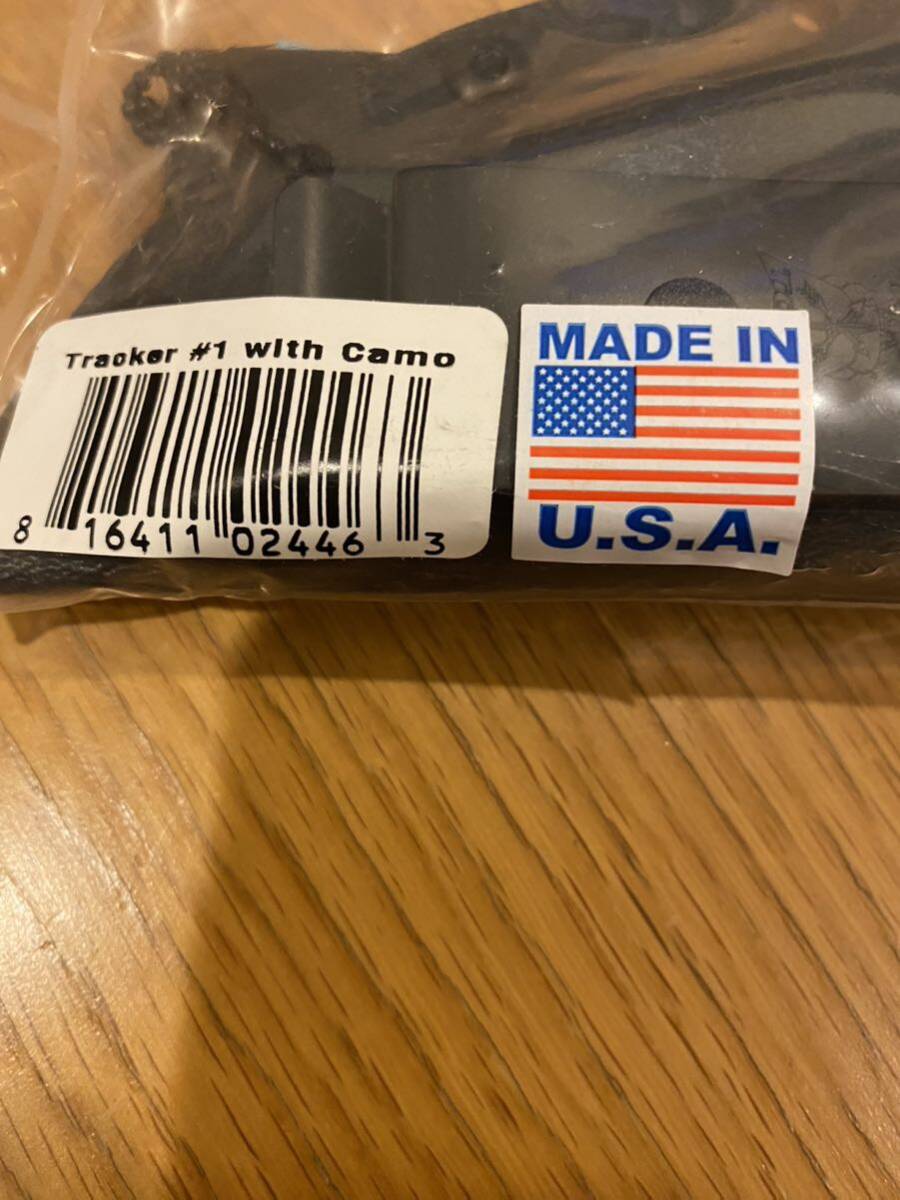 Tracker #1 with Camo
8 16411 02446 3
MADE IN
U.S.A.